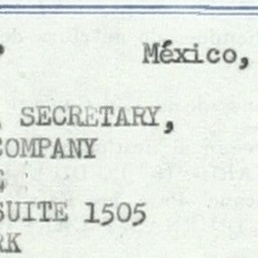 México,
SECRETARY,
COMPANY
SUITE 1505
RK